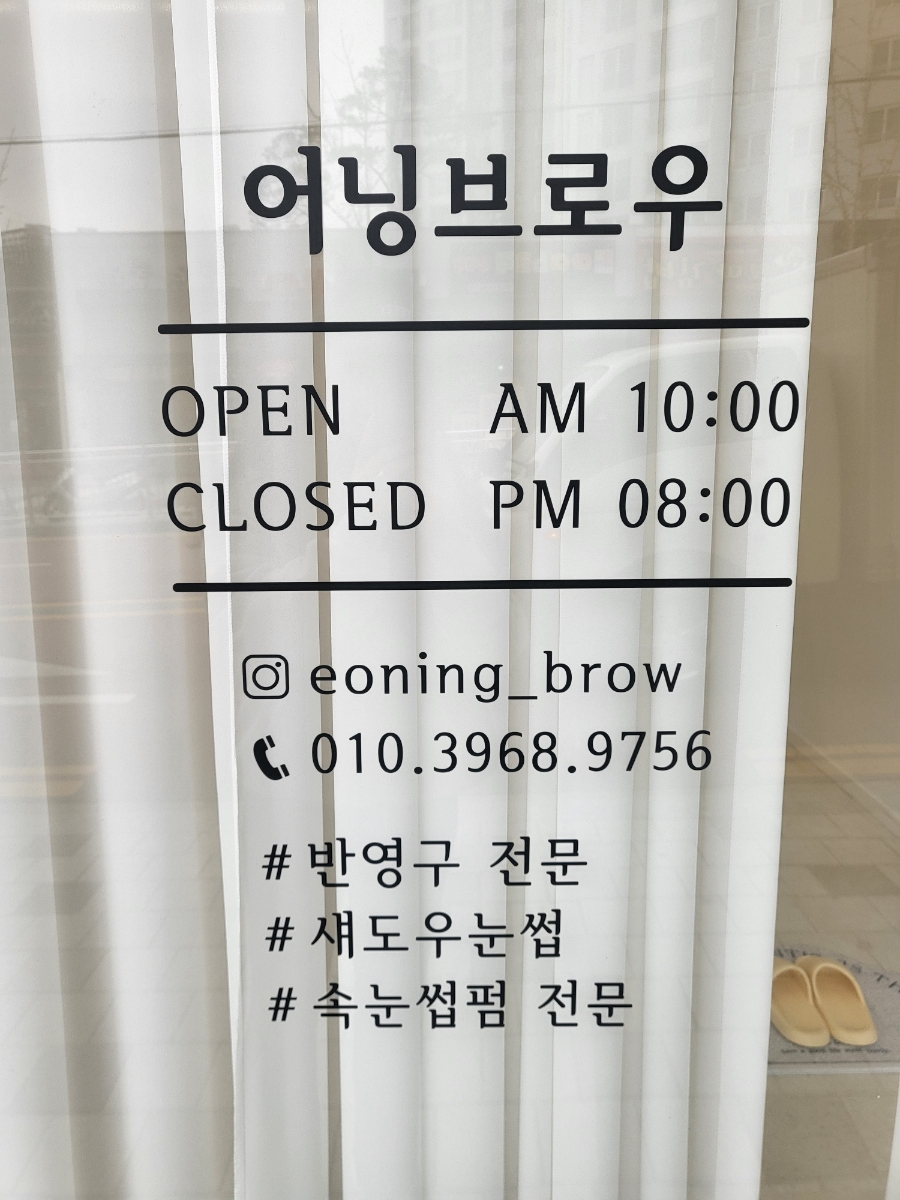 어닝브로우
OPEN AM 10:00
CLOSED PM 08:00
eoning_brow
010.3968.9756
# 반영구 전문
# 섀도우눈썹
# 속눈썹펌 전문